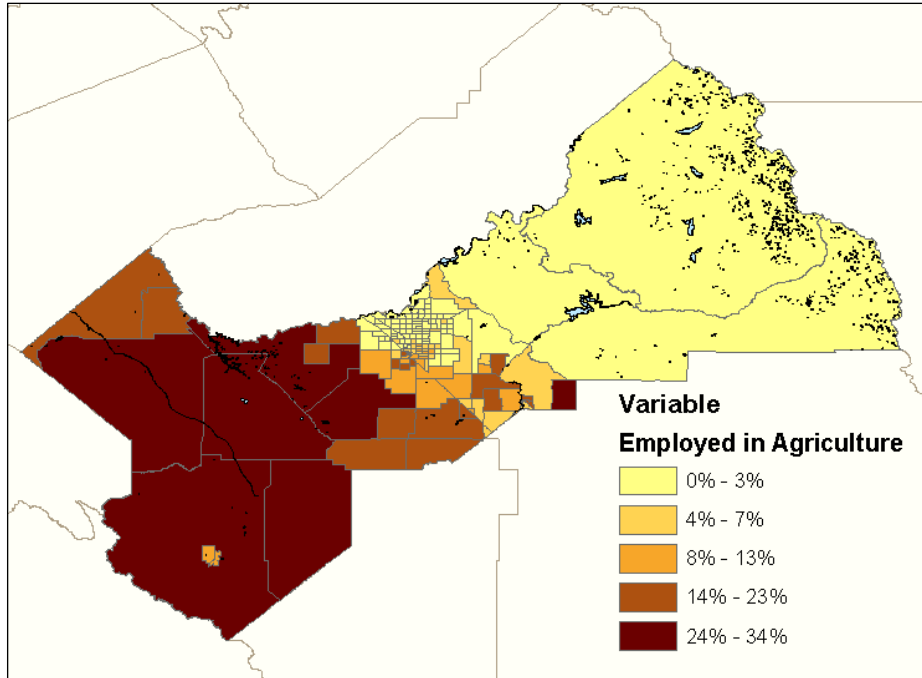 Variable
Employed in Agriculture
0% - 3%
4% - 7%
8% - 13%
14% - 23%
24% - 34%